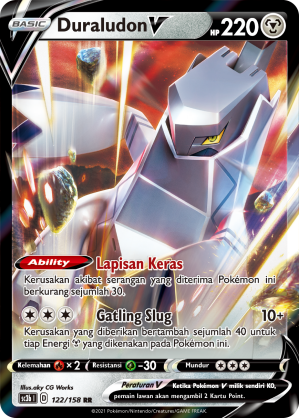 BASIC Duraludon V HP 220
Ability Lapisan Keras
Kerusakan akibat serangan yang diterima Pokémon ini
berkurang sejumlah 30.
Gatling Slug 10+
Kerusakan yang diberikan bertambah sejumlah 40 untuk
tiap Energi yang dikenakan pada Pokémon ini.
Kelemahan ×2 Resistansi -30 Mundur
Illus.aky CG Works
Peraturan V Ketika Pokémon V milik sendiri KO,
pemain lawan akan mengambil 2 Kartu Point.
sc3b I D 122/158 RR
©2021 Pokémon/Nintendo/Creatures/GAME FREAK.